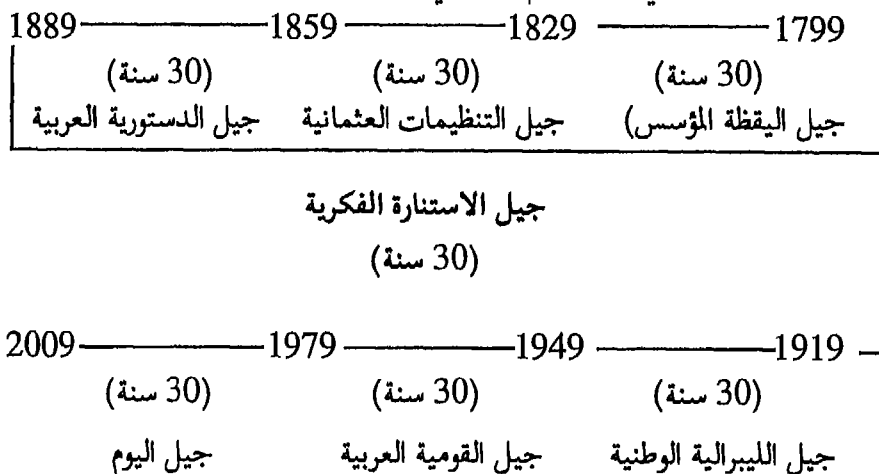 1799 ——— 1829 ——— 1859 ——— 1889
(30 سنة) (30 سنة) (30 سنة)
جيل اليقظة المؤسس) جيل التنظيمات العثمانية جيل الدستورية العربية
جيل الاستنارة الفكرية
(30 سنة)
— 1919 ——— 1949 ——— 1979 ——— 2009
(30 سنة) (30 سنة) (30 سنة)
جيل الليبرالية الوطنية جيل القومية العربية جيل اليوم